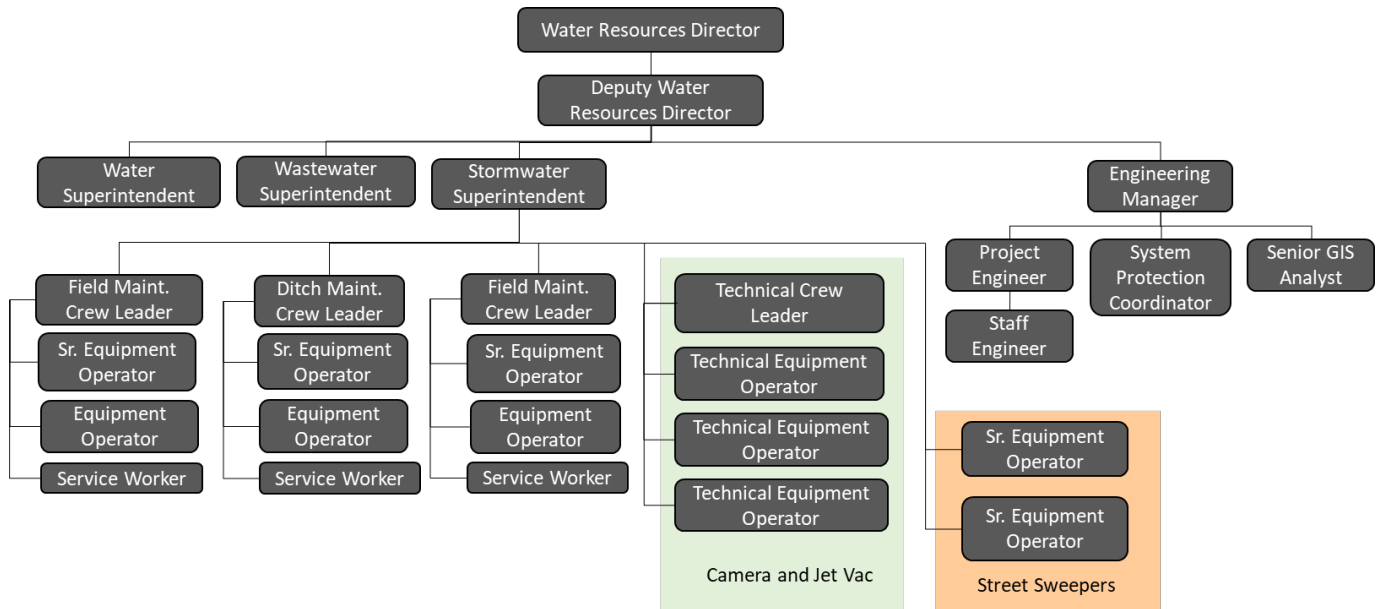 Water Resources Director
Deputy Water
Resources Director
Water
Superintendent
Wastewater
Superintendent
Stormwater
Superintendent
Engineering
Manager
Project
Engineer
System
Protection
Coordinator
Senior GIS
Analyst
Staff
Engineer
Field Maint.
Crew Leader
Sr. Equipment
Operator
Equipment
Operator
Service Worker
Ditch Maint.
Crew Leader
Sr. Equipment
Operator
Equipment
Operator
Service Worker
Field Maint.
Crew Leader
Sr. Equipment
Operator
Equipment
Operator
Service Worker
Technical Crew
Leader
Technical Equipment
Operator
Technical Equipment
Operator
Technical Equipment
Operator
Camera and Jet Vac
Sr. Equipment
Operator
Sr. Equipment
Operator
Street Sweepers